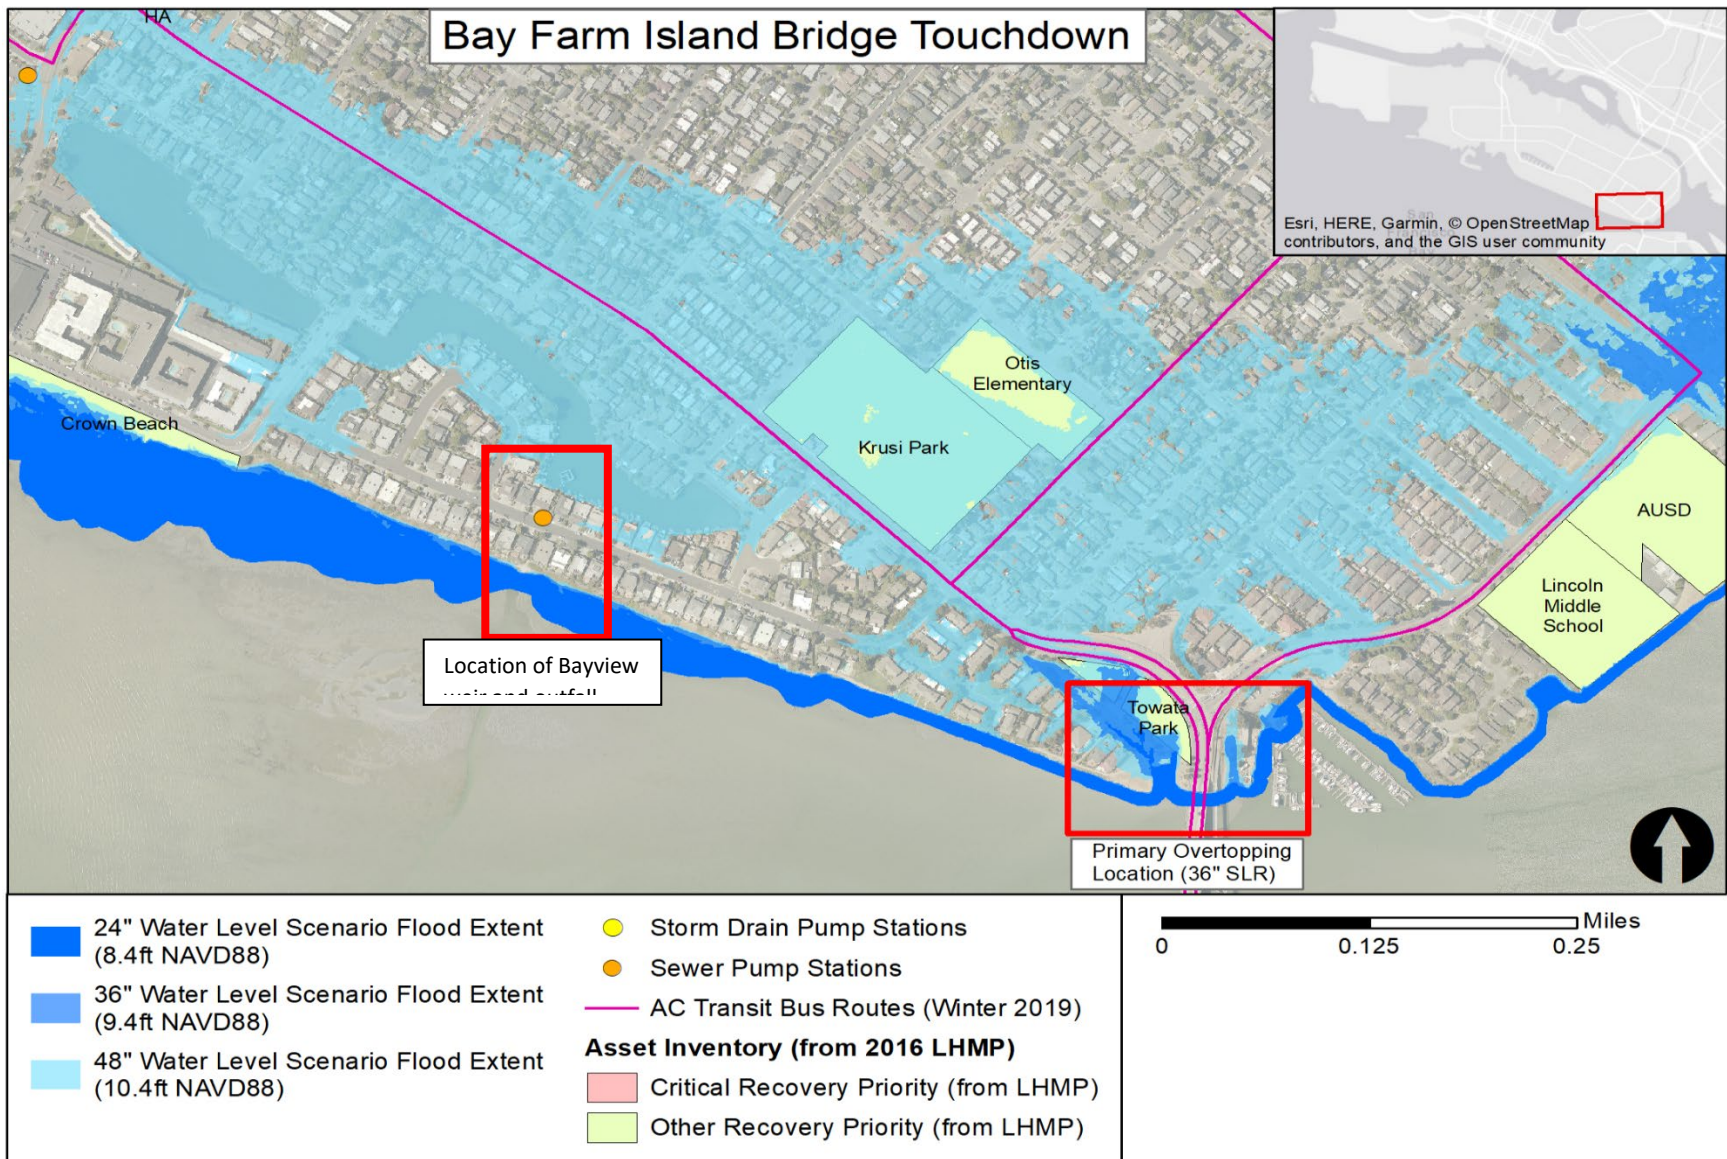 HA
Bay Farm Island Bridge Touchdown
Esri, HERE, Garmin, © OpenStreetMap
contributors, and the GIS user community
Otis
Elementary
Crown Beach
Krusi Park
AUSD
Lincoln
Middle
School
Location of Bayview
weir and outfall
Towata
Park
Primary Overtopping
Location (36" SLR)
24" Water Level Scenario Flood Extent
(8.4ft NAVD88)
36" Water Level Scenario Flood Extent
(9.4ft NAVD88)
48" Water Level Scenario Flood Extent
(10.4ft NAVD88)
Storm Drain Pump Stations
Sewer Pump Stations
AC Transit Bus Routes (Winter 2019)
Asset Inventory (from 2016 LHMP)
Critical Recovery Priority (from LHMP)
Other Recovery Priority (from LHMP)
Miles
0 0.125 0.25